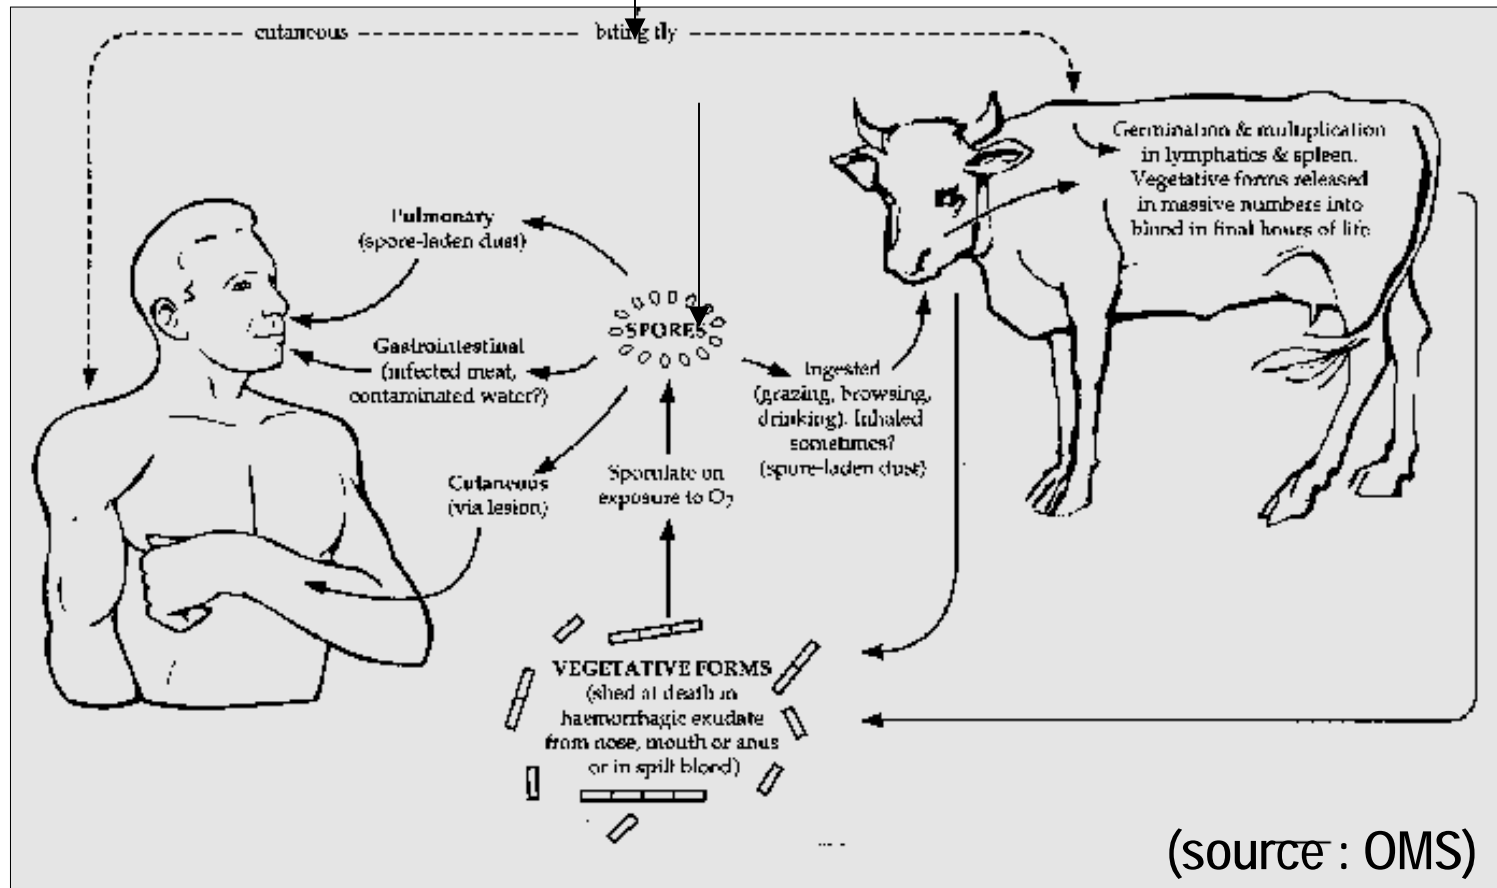 cutaneous
biting fly
Germination & multiplication
in lymphatics & spleen.
Vegetative forms released
in massive numbers into
blood in final hours of life
Pulmonary
(spore-laden dust)
SPORES
Gastrointestinal
(infected meat,
contaminated water?)
Ingested
(grazing, browsing,
drinking). Inhaled
sometimes?
(spore-laden dust)
Cutaneous
(via lesion)
Sporulate on
exposure to O2
VEGETATIVE FORMS
(shed at death in
haemorrhagic exudate
from nose, mouth or anus
or in spilt blood)
(source : OMS)